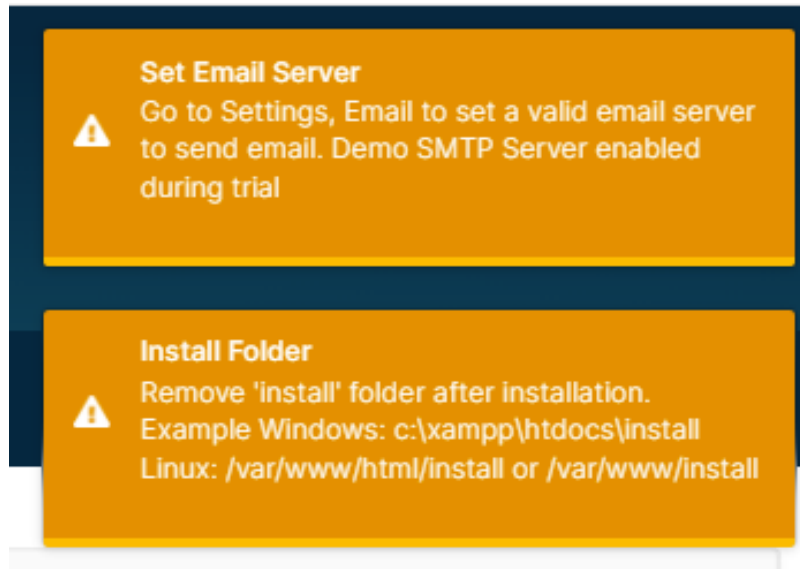 Set Email Server
Go to Settings, Email to set a valid email server
to send email. Demo SMTP Server enabled
during trial
Install Folder
Remove 'install' folder after installation.
Example Windows: c:\xampp\htdocs\install
Linux: /var/www/html/install or /var/www/install